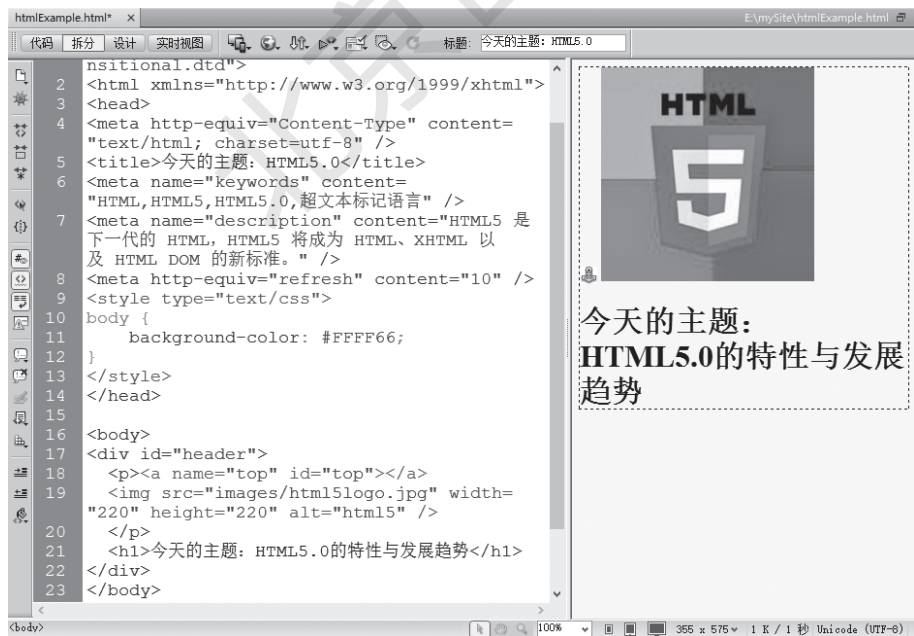 htmlExample.html* ×
E:\mySite\htmlExample.html
代码 拆分 设计 实时视图 标题: 今天的主题: HTML5.0
nsitional.dtd">
2 <html xmlns="http://www.w3.org/1999/xhtml">
3 <head>
4 <meta http-equiv="Content-Type" content=
"text/html; charset=utf-8" />
5 <title>今天的主题: HTML5.0</title>
6 <meta name="keywords" content=
"HTML,HTML5,HTML5.0,超文本标记语言" />
7 <meta name="description" content="HTML5 是
下一代的 HTML, HTML5 将成为 HTML、XHTML 以
及 HTML DOM 的新标准。" />
8 <meta http-equiv="refresh" content="10" />
9 <style type="text/css">
10 body {
11 background-color: #FFFF66;
12 }
13 </style>
14 </head>
15
16 <body>
17 <div id="header">
18 <p><a name="top" id="top"></a>
19 <img src="images/html5logo.jpg" width=
"220" height="220" alt="html5" />
20 </p>
21 <h1>今天的主题: HTML5.0的特性与发展趋势</h1>
22 </div>
23 </body>
HTML
5
今天的主题:
HTML5.0的特性与发展
趋势
<body>
100% 355 x 575 1 K / 1 秒 Unicode (UTF-8)